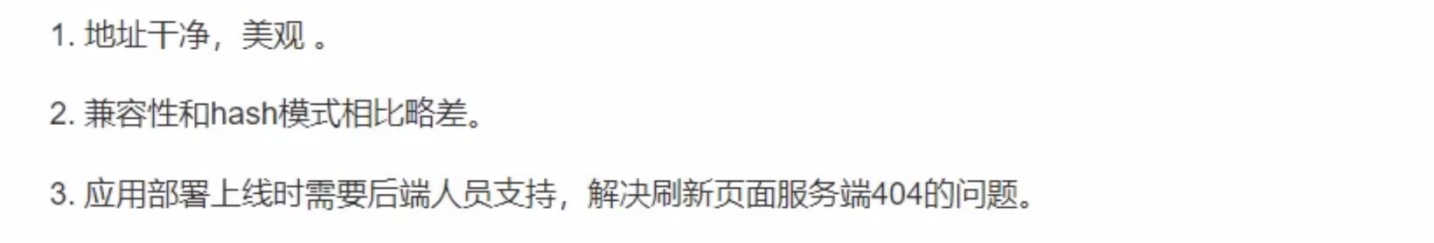 1. 地址干净，美观 。
2. 兼容性和hash模式相比略差。
3. 应用部署上线时需要后端人员支持，解决刷新页面服务端404的问题。